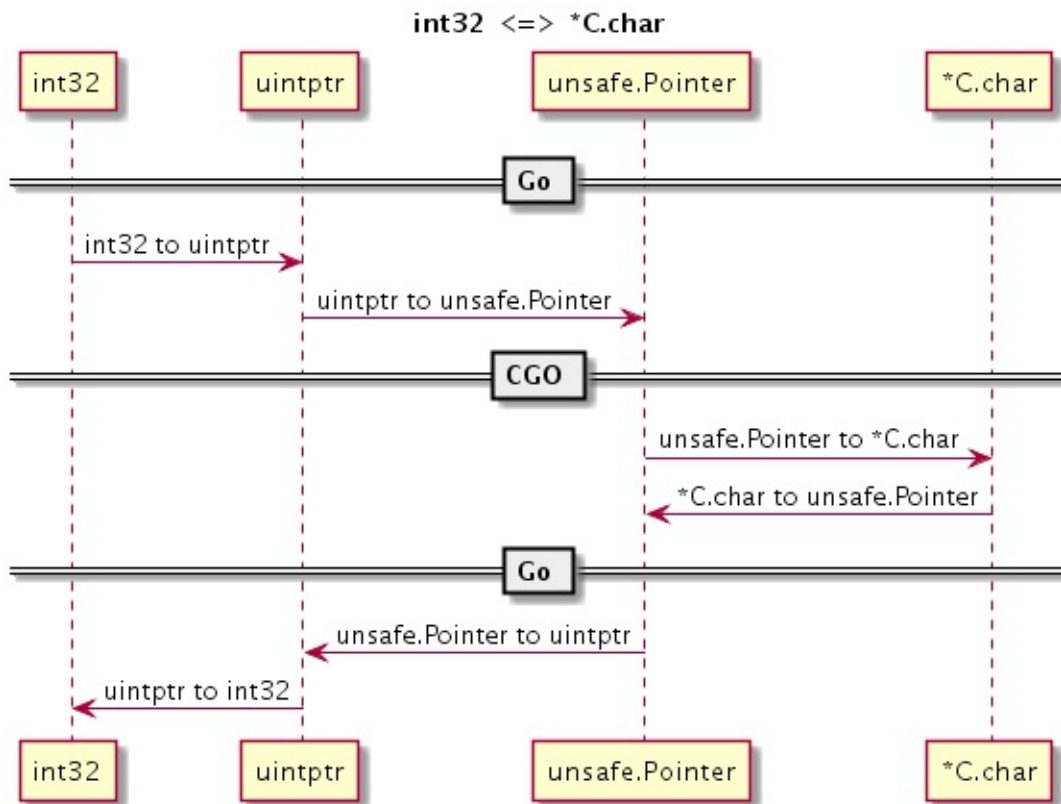 int32 <=> *C.char
int32 uintptr unsafe.Pointer *C.char
Go
int32 to uintptr
uintptr to unsafe.Pointer
CGO
unsafe.Pointer to *C.char
*C.char to unsafe.Pointer
Go
unsafe.Pointer to uintptr
uintptr to int32
int32 uintptr unsafe.Pointer *C.char